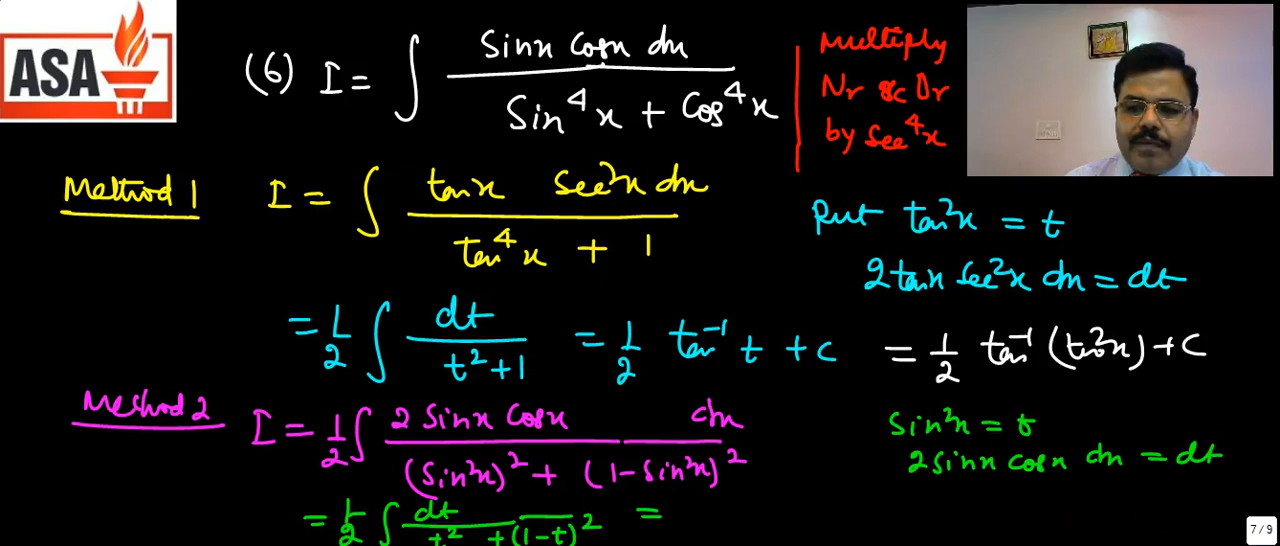 ASA
(6) I = ∫ Sinx Cosx dx / Sin⁴x + Cos⁴x
Multiply
Nr & Dr
by Sec⁴x
Method 1 I = ∫ tanx Sec²x dx / tan⁴x + 1
Put tan²x = t
2tanx Sec²x dx = dt
= 1/2 ∫ dt / t²+1 = 1/2 tan⁻¹ t + C = 1/2 tan⁻¹ (tan²x) + C
Method 2 I = 1/2 ∫ 2 Sinx Cosx dx / (Sin²x)² + (1-Sin²x)²
Sin²x = t
2Sinx Cosx dx = dt
= 1/2 ∫ dt / t² + (1-t)² =
7/9